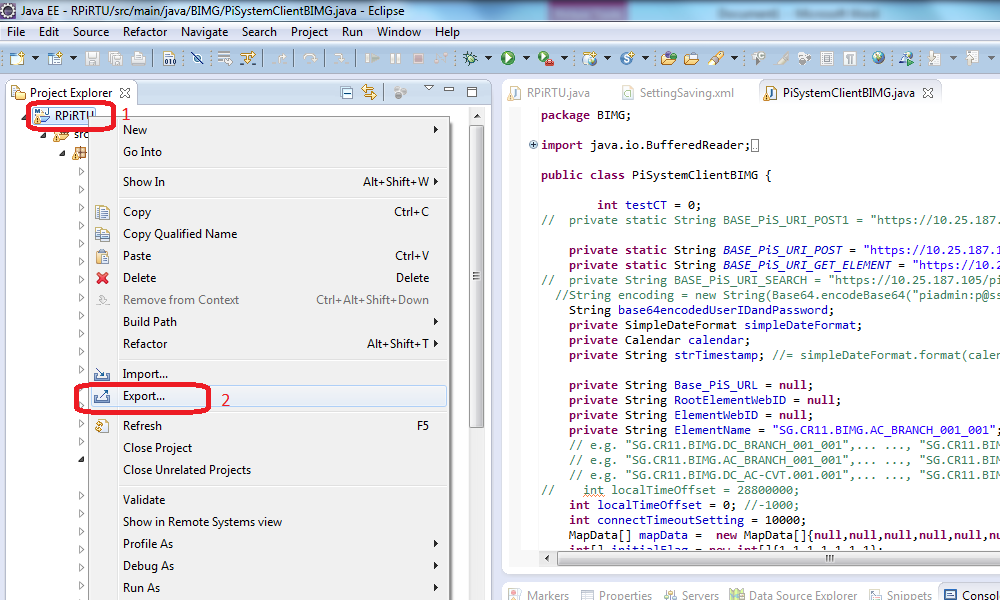 Java EE - RPiRTU/src/main/java/BIMG/PiSystemClientBIMG.java - Eclipse
File Edit Source Refactor Navigate Search Project Run Window Help
Project Explorer
RPiRTU 1
src
New
Go Into
Show In Alt+Shift+W
Copy Ctrl+C
Copy Qualified Name
Paste Ctrl+V
Delete Delete
Remove from Context Ctrl+Alt+Shift+Down
Build Path
Refactor Alt+Shift+T
Import...
Export... 2
Refresh F5
Close Project
Close Unrelated Projects
Validate
Show in Remote Systems view
Profile As
Debug As
Run As
RPiRTU.java SettingSaving.xml PiSystemClientBIMG.java
package BIMG;
import java.io.BufferedReader;
public class PiSystemClientBIMG {
int testCT = 0;
// private static String BASE_PiS_URI_POST1 = "https://10.25.187.
private static String BASE_PiS_URI_POST = "https://10.25.187.1
private static String BASE_PiS_URI_GET_ELEMENT = "https://10.2
// private String BASE_PiS_URI_SEARCH = "https://10.25.187.105/pi
//String encoding = new String(Base64.encodeBase64("piadmin:p@ss
String base64encodedUserIDandPassword;
private SimpleDateFormat simpleDateFormat;
private Calendar calendar;
private String strTimestamp; //= simpleDateFormat.format(calen
private String Base_PiS_URL = null;
private String RootElementWebID = null;
private String ElementWebID = null;
private String ElementName = "SG.CR11.BIMG.AC_BRANCH_001_001";
// e.g. "SG.CR11.BIMG.DC_BRANCH_001_001",... ..., "SG.CR11.BIM
// e.g. "SG.CR11.BIMG.AC_BRANCH_001_001",... ..., "SG.CR11.BIM
// e.g. "SG.CR11.BIMG.DC_AC-CVT.001.001",... ..., "SG.CR11.BIM
// int localTimeOffset = 28800000;
int localTimeOffset = 0; //-1000;
int connectTimeoutSetting = 10000;
MapData[] mapData = new MapData[]{null,null,null,null,null,nu
int[] initialFlag = new int[]{1,1,1,1,1,1,1};
Markers Properties Servers Data Source Explorer Snippets Consol